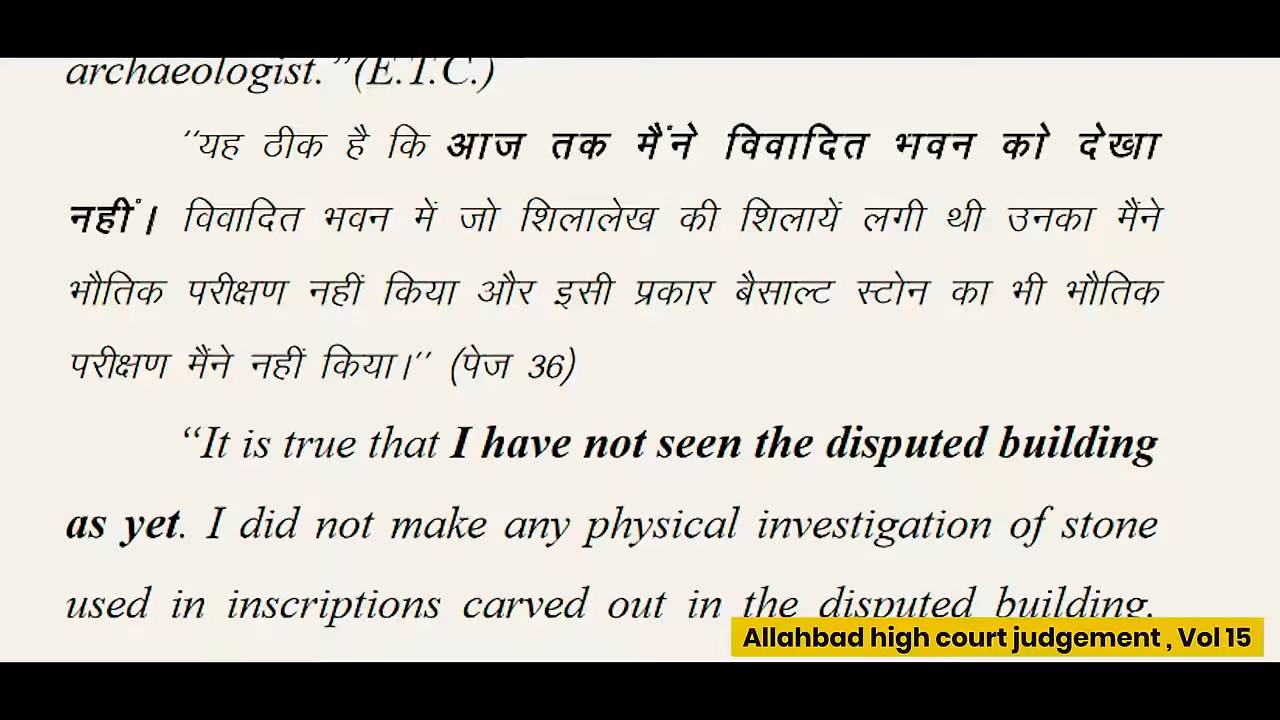 archaeologist.”(E.T.C.)
“यह ठीक है कि आज तक मैंने विवादित भवन को देखा
नहीं। विवादित भवन में जो शिलालेख की शिलायें लगी थी उनका मैंने
भौतिक परीक्षण नहीं किया और इसी प्रकार बैसाल्ट स्टोन का भी भौतिक
परीक्षण मैंने नहीं किया।” (पेज 36)
“It is true that I have not seen the disputed building
as yet. I did not make any physical investigation of stone
used in inscriptions carved out in the disputed building.
Allahbad high court judgement , Vol 15